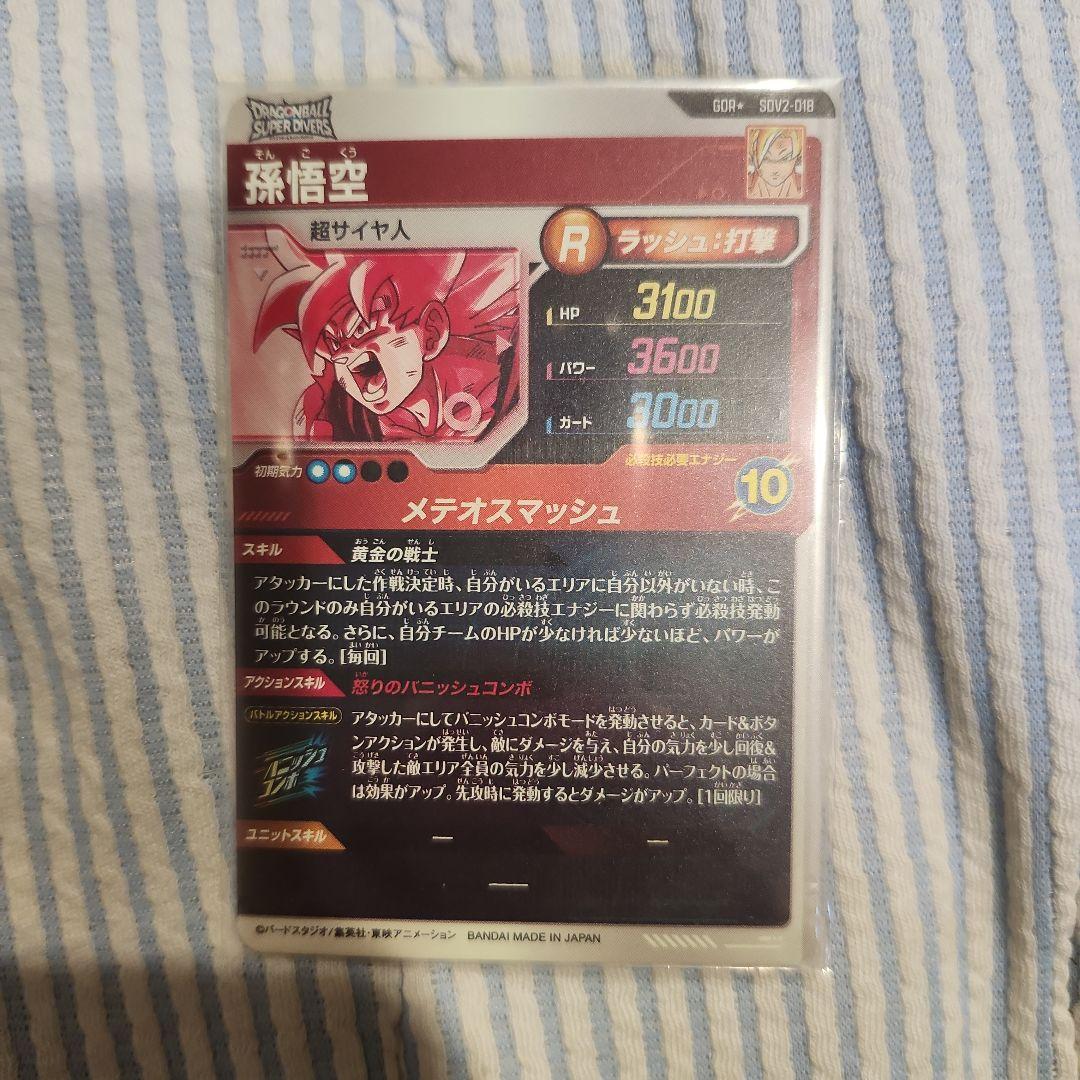 DRAGONBALL
SUPER DIVERS
GDR★ SDV2-018
そん ご くう
孫悟空
超サイヤ人
R ラッシュ:打撃
HP 3100
パワー 3600
ガード 3000
初期気力
必殺技必要エナジー
10
メテオスマッシュ
スキル 黄金の戦士
アタッカーにした作戦決定時、自分がいるエリアに自分以外がいない時、こ
のラウンドのみ自分がいるエリアの必殺技エナジーに関わらず必殺技発動
可能となる。さらに、自分チームのHPが少なければ少ないほど、パワーが
アップする。[毎回]
アクションスキル 怒りのバニッシュコンボ
バトルアクションスキル
バニッシュ
コンボ
アタッカーにしてバニッシュコンボモードを発動させると、カード&ボタ
ンアクションが発生し、敵にダメージを与え、自分の気力を少し回復&
攻撃した敵エリア全員の気力を少し減少させる。パーフェクトの場合
は効果がアップ。先攻時に発動するとダメージがアップ。[1回限り]
ユニットスキル ー ー
ー
©バードスタジオ/集英社・東映アニメーション BANDAI MADE IN JAPAN